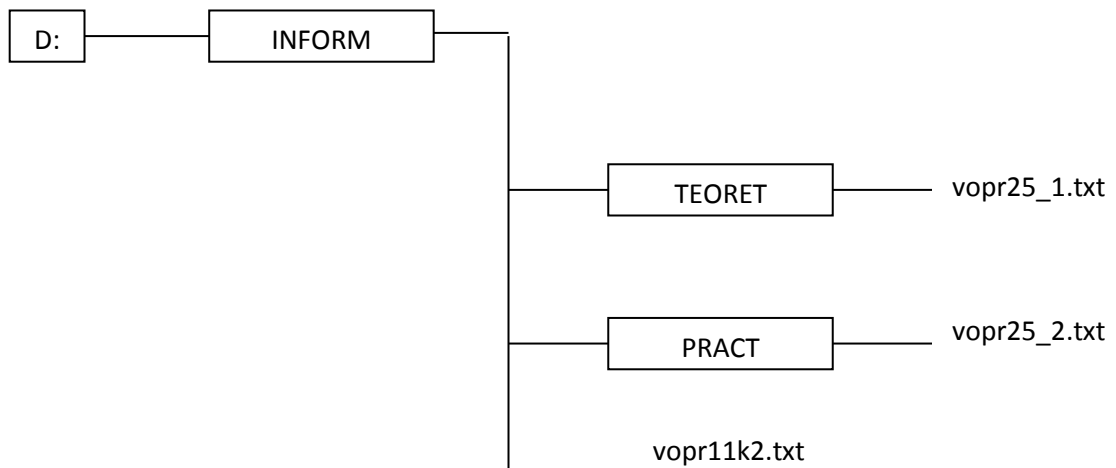 D:
INFORM
TEORET
vopr25_1.txt
PRACT
vopr25_2.txt
vopr11k2.txt